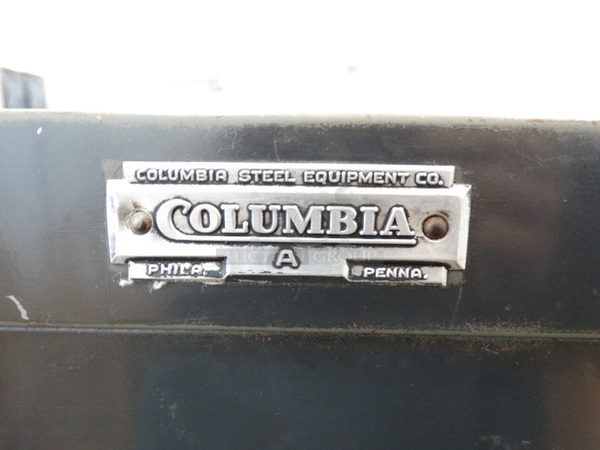 COLUMBIA STEEL EQUIPMENT CO.
COLUMBIA
A
PHILA. PENNA.